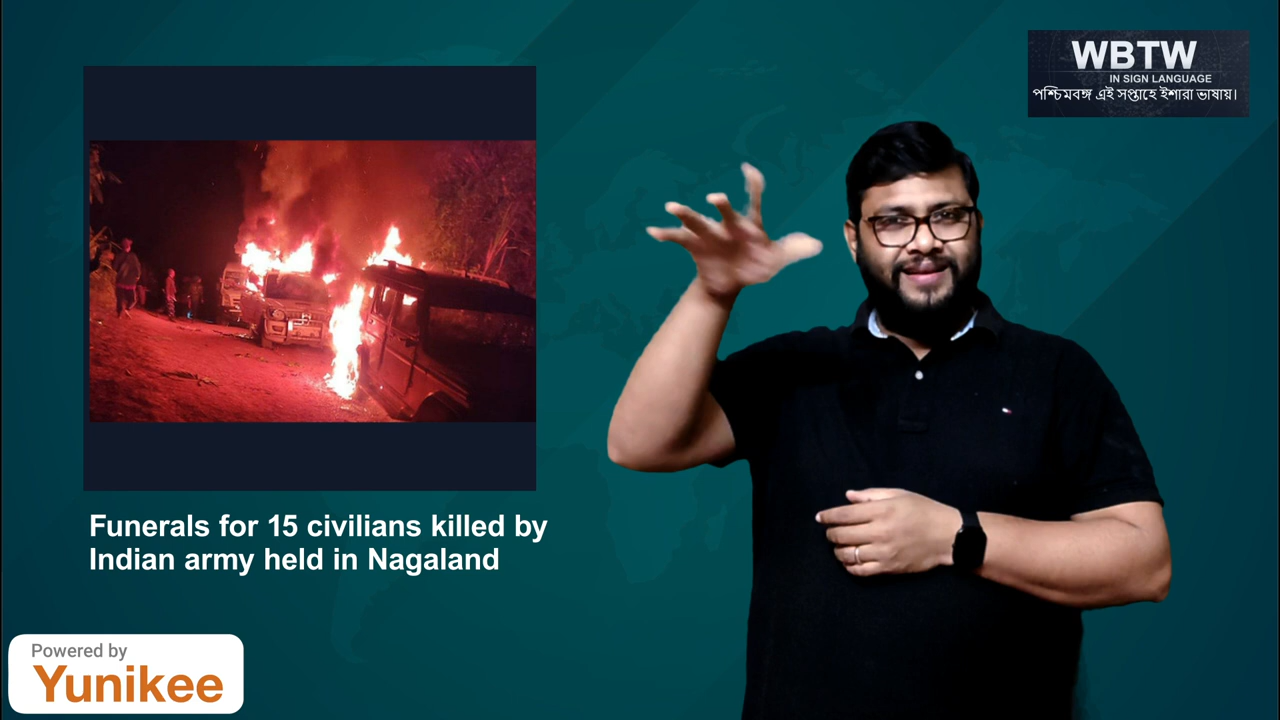 WBTW
IN SIGN LANGUAGE
পশ্চিমবঙ্গ এই সপ্তাহে ইশারা ভাষায়।
Funerals for 15 civilians killed by
Indian army held in Nagaland
Powered by
Yunikee